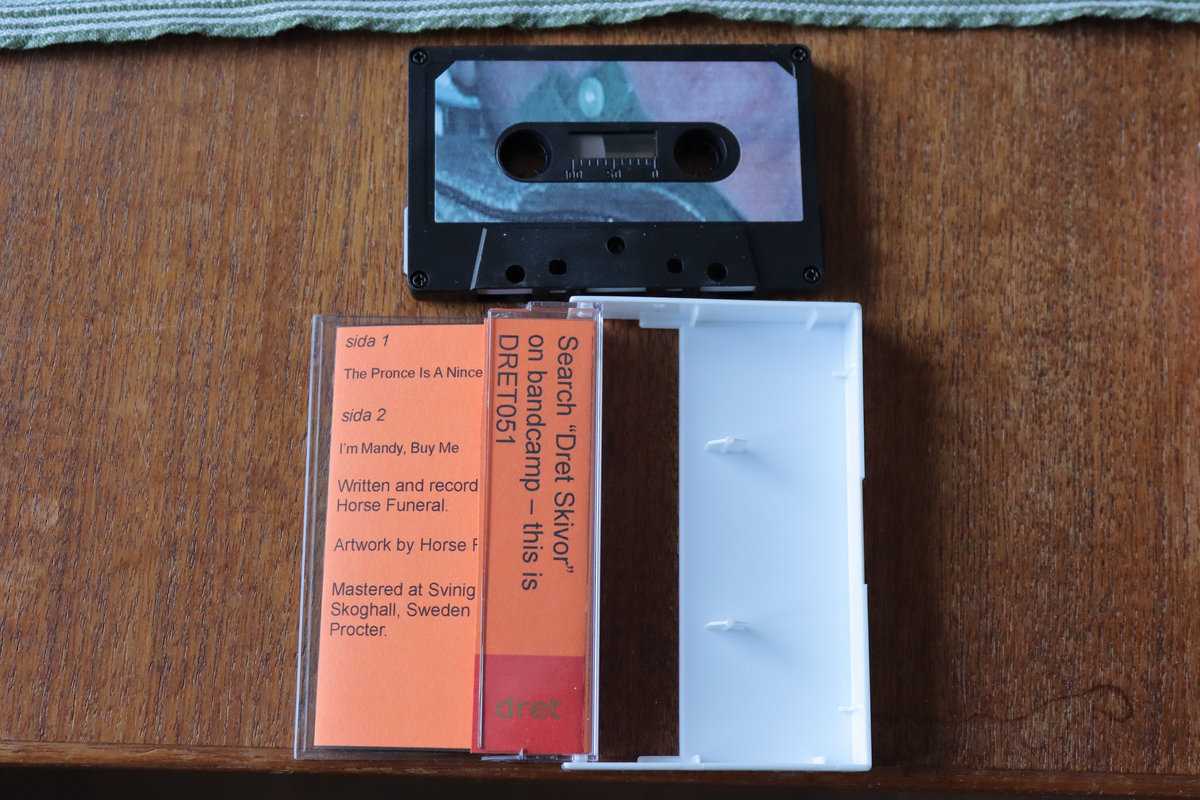 100 50 0
sida 1
The Pronce Is A Nince
sida 2
I'm Mandy, Buy Me
Written and record
Horse Funeral.
Artwork by Horse F
Mastered at Svinig
Skoghall, Sweden
Procter.
Search “Dret Skivor”
on bandcamp – this is
DRET051
dret